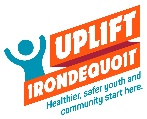 UPLIFT
IRONDEQUOIT
Healthier, safer youth and
community start here.